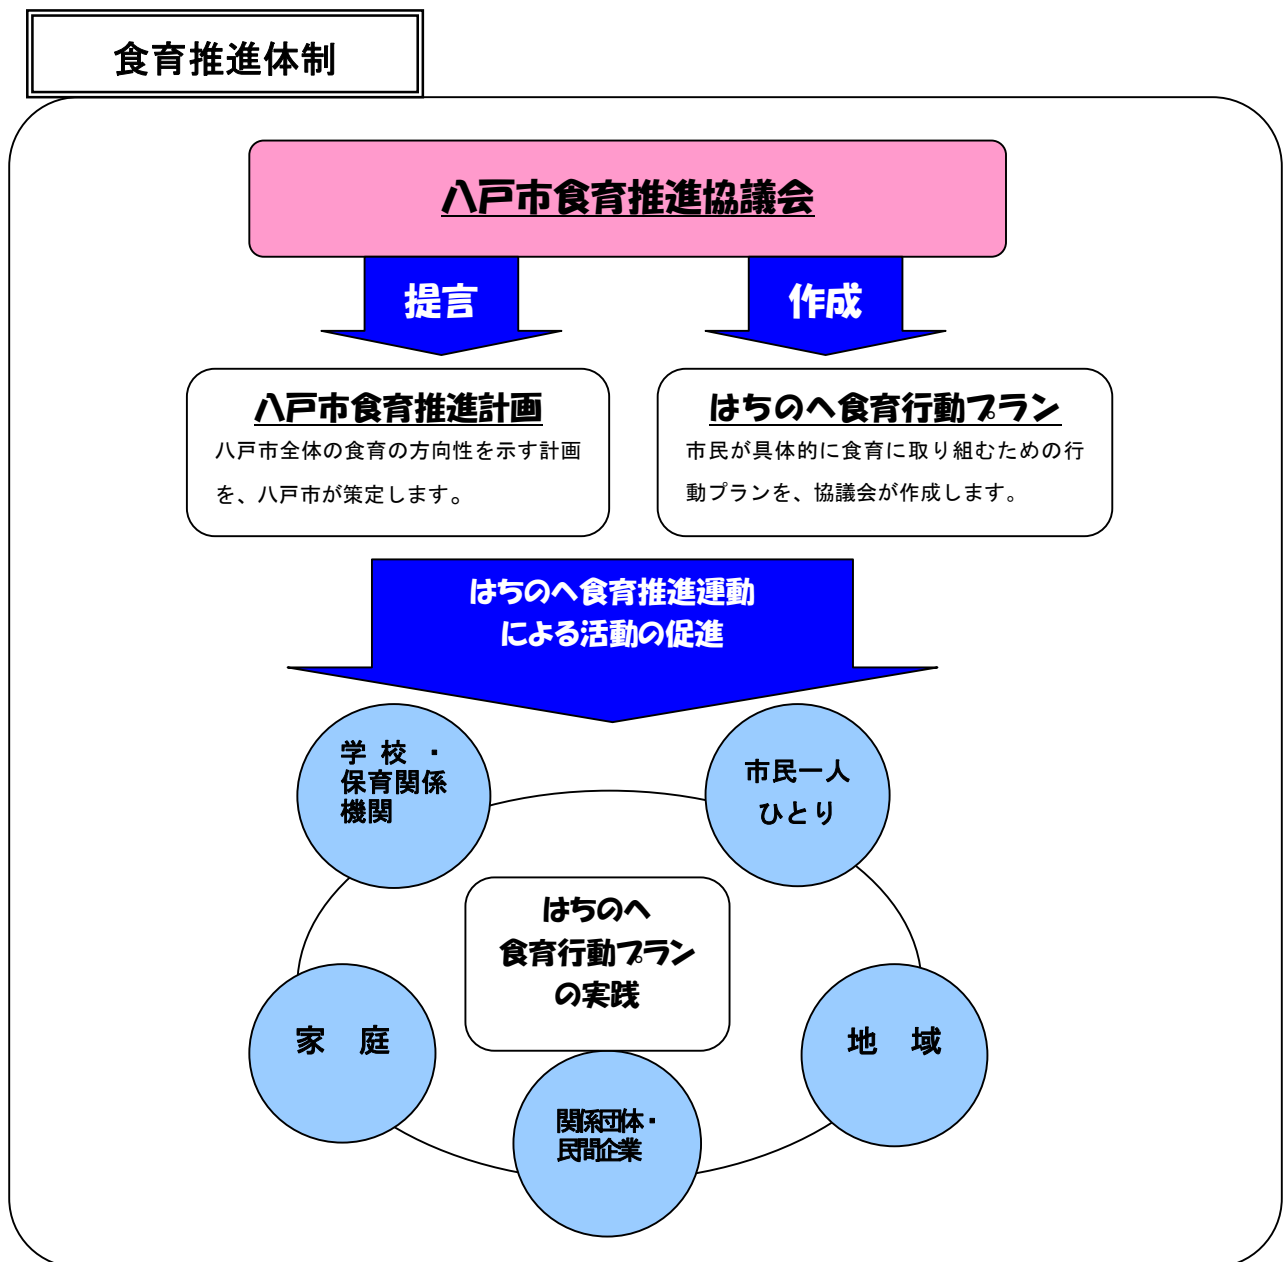 食育推進体制
八戸市食育推進協議会
提言
作成
八戸市食育推進計画
八戸市全体の食育の方向性を示す計画
を、八戸市が策定します。
はちのへ食育行動プラン
市民が具体的に食育に取り組むための行
動プランを、協議会が作成します。
はちのへ食育推進運動
による活動の促進
学校・
保育関係
機関
市民一人
ひとり
はちのへ
食育行動プラン
の実践
家 庭
地 域
関係団体・
民間企業